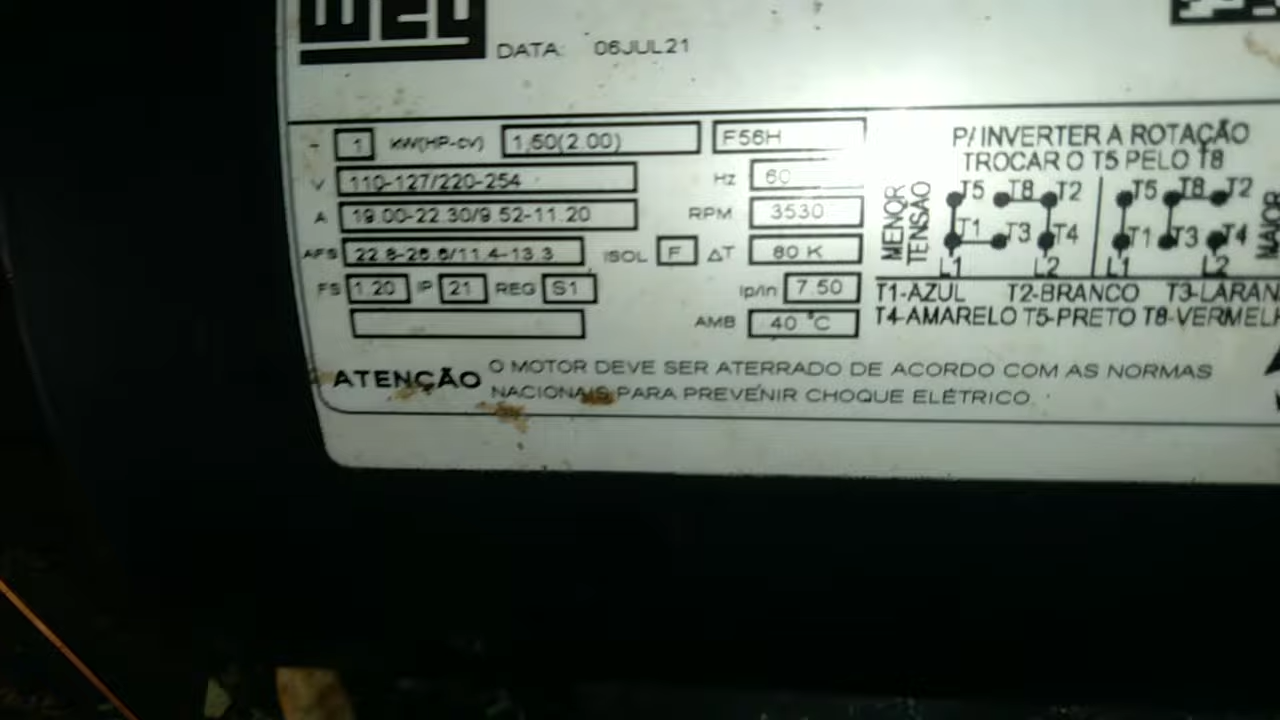 WEG
DATA: 06JUL21
~ 1 kW(HP-cv) 1.50(2.00) F56H
V 110-127/220-254 Hz 60
A 19.00-22.30/9.52-11.20 RPM 3530
AFS 22.8-26.8/11.4-13.3 ISOL F ΔT 80 K
FS 1.20 IP 21 REG S1 Ip/In 7.50
AMB 40 °C
P/ INVERTER A ROTAÇÃO
TROCAR O T5 PELO T8
MENOR TENSÃO
T5 T8 T2
T1 T3 T4
L1 L2
T5 T8 T2
T1 T3 T4
L1 L2
MAIOR
T1-AZUL T2-BRANCO T3-LARAN
T4-AMARELO T5-PRETO T8-VERMELH
ATENÇÃO O MOTOR DEVE SER ATERRADO DE ACORDO COM AS NORMAS
NACIONAIS PARA PREVENIR CHOQUE ELÉTRICO.